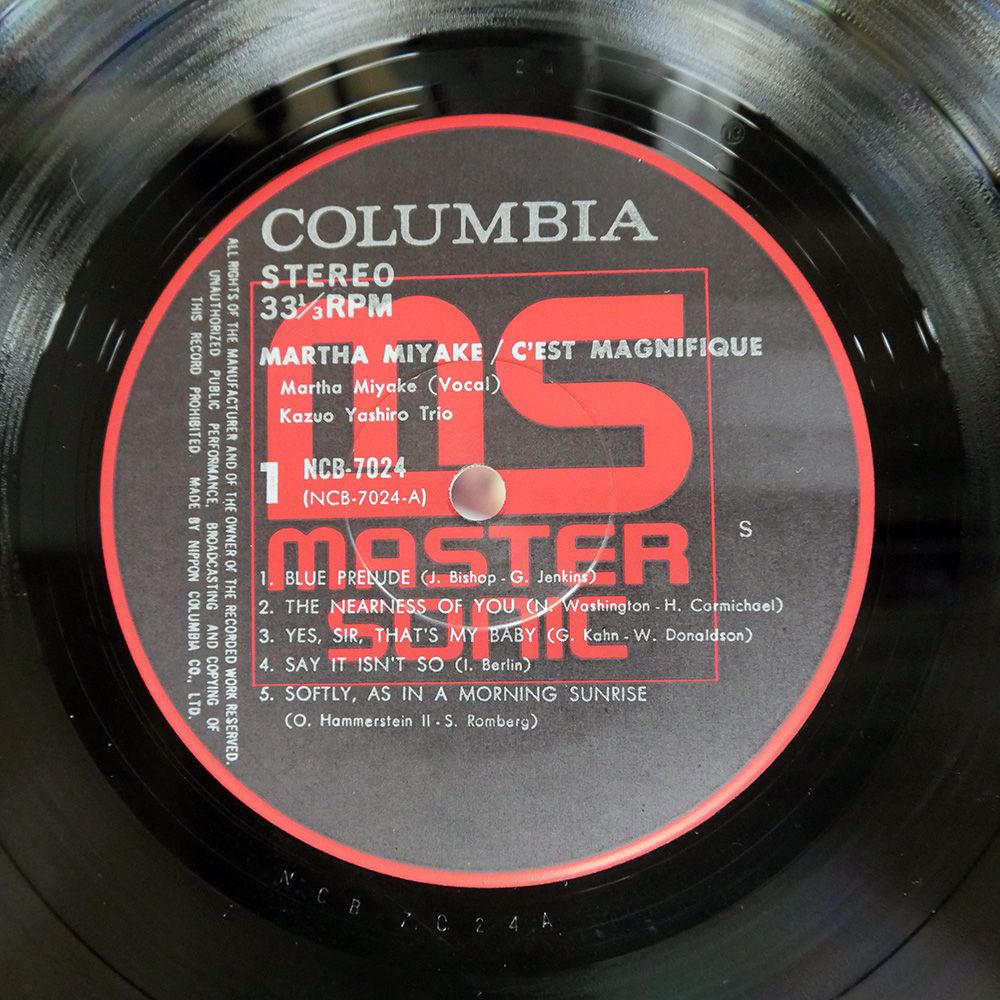 COLUMBIA
STEREO
33⅓RPM
MARTHA MIYAKE / C'EST MAGNIFIQUE
Martha Miyake (Vocal)
Kazuo Yashiro Trio
1
NCB-7024
(NCB-7024-A)
S
MS
MASTER
SONIC
1. BLUE PRELUDE (J. Bishop - G. Jenkins)
2. THE NEARNESS OF YOU (N. Washington - H. Carmichael)
3. YES, SIR, THAT'S MY BABY (G. Kahn - W. Donaldson)
4. SAY IT ISN'T SO (I. Berlin)
5. SOFTLY, AS IN A MORNING SUNRISE
(O. Hammerstein II - S. Romberg)
ALL RIGHTS OF THE MANUFACTURER AND OF THE OWNER OF THE RECORDED WORK RESERVED.
UNAUTHORIZED PUBLIC PERFORMANCE, BROADCASTING AND COPYING OF
THIS RECORD PROHIBITED MADE BY NIPPON COLUMBIA CO., LTD.
NCB 7024A